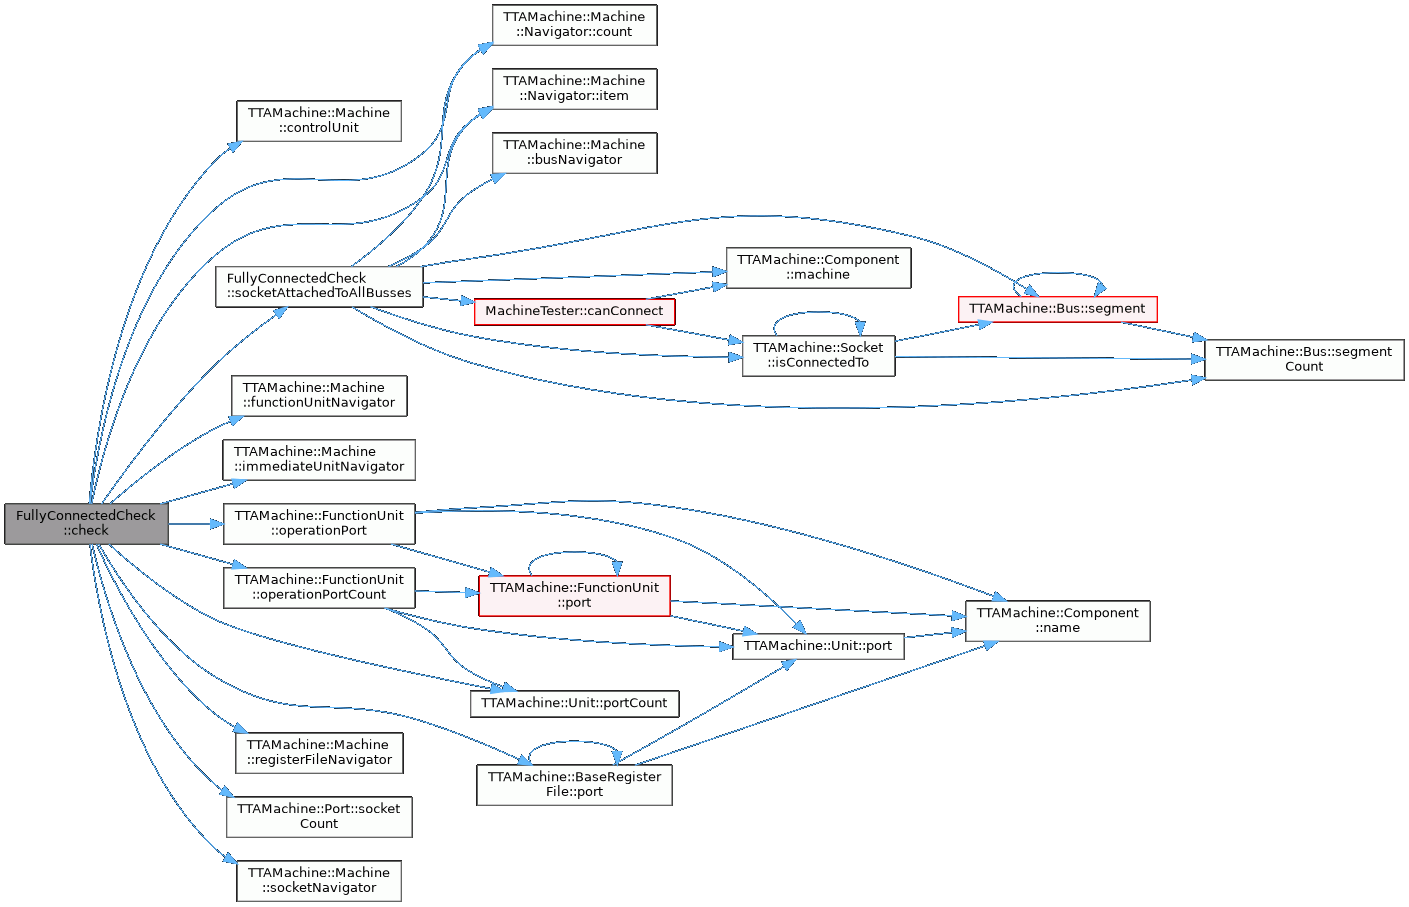 TTAMachine::Machine
::Navigator::count
TTAMachine::Machine
::Navigator::item
TTAMachine::Machine
::controlUnit
TTAMachine::Machine
::busNavigator
TTAMachine::Component
::machine
FullyConnectedCheck
::socketAttachedToAllBusses
MachineTester::canConnect
TTAMachine::Bus::segment
TTAMachine::Socket
::isConnectedTo
TTAMachine::Bus::segment
Count
TTAMachine::Machine
::functionUnitNavigator
TTAMachine::Machine
::immediateUnitNavigator
FullyConnectedCheck
::check
TTAMachine::FunctionUnit
::operationPort
TTAMachine::FunctionUnit
::operationPortCount
TTAMachine::FunctionUnit
::port
TTAMachine::Component
::name
TTAMachine::Unit::port
TTAMachine::Unit::portCount
TTAMachine::Machine
::registerFileNavigator
TTAMachine::BaseRegister
File::port
TTAMachine::Port::socket
Count
TTAMachine::Machine
::socketNavigator